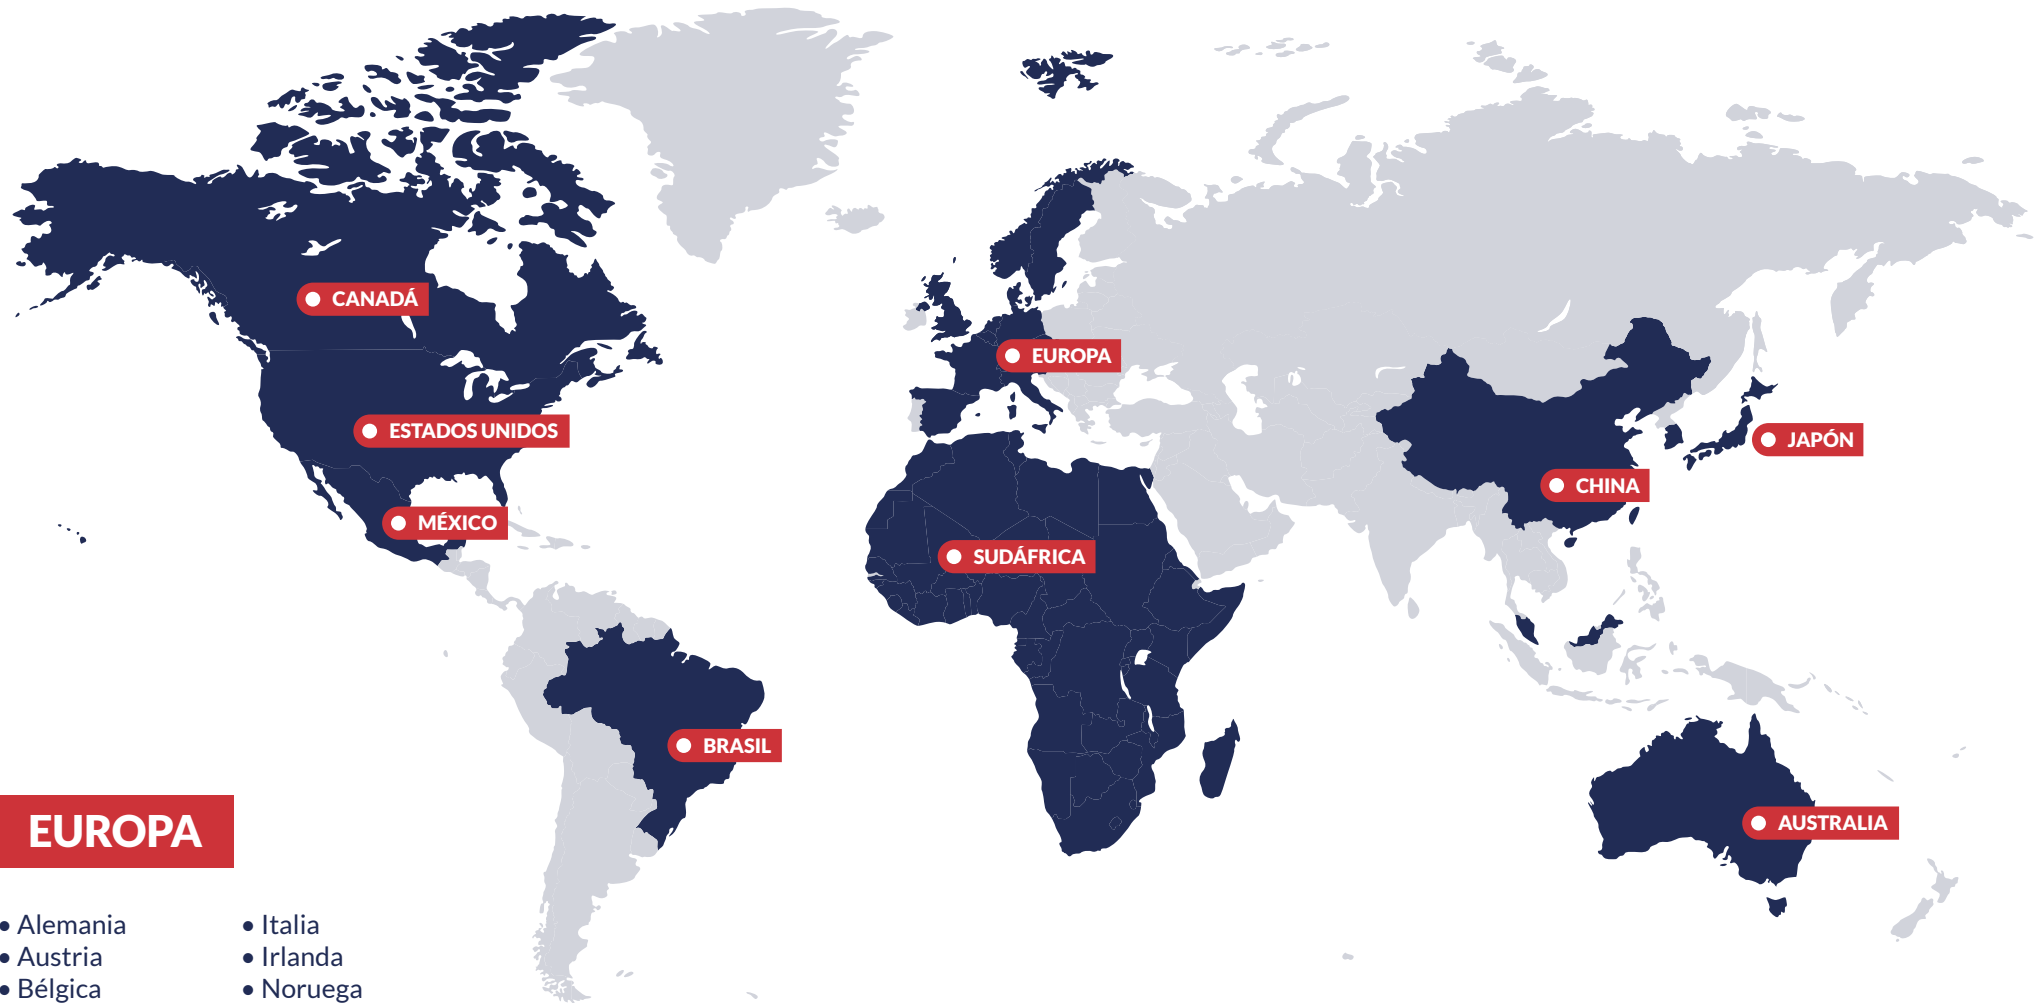 CANADÁ
EUROPA
ESTADOS UNIDOS
JAPÓN
CHINA
MÉXICO
SUDÁFRICA
BRASIL
AUSTRALIA
EUROPA
• Alemania
• Austria
• Bélgica
• Italia
• Irlanda
• Noruega